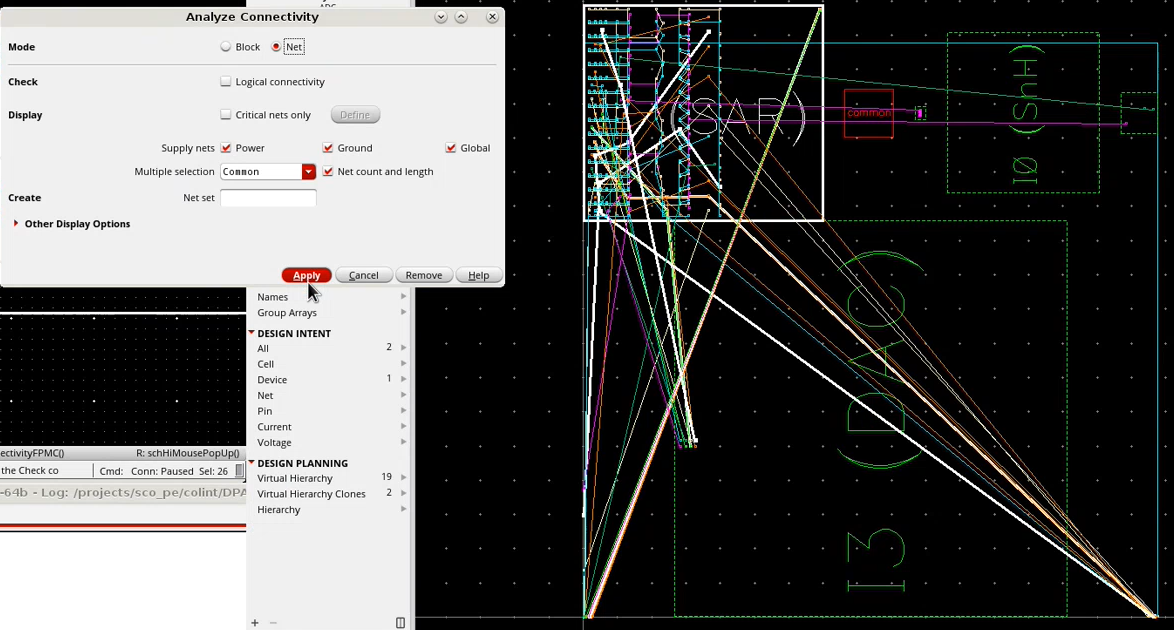 Analyze Connectivity
Mode
Block
Net
Check
Logical connectivity
Display
Critical nets only
Define
Supply nets
Power
Ground
Global
Multiple selection
Common
Net count and length
Create
Net set
Other Display Options
Apply
Cancel
Remove
Help
Names
Group Arrays
DESIGN INTENT
All 2
Cell
Device 1
Net
Pin
Current
Voltage
DESIGN PLANNING
Virtual Hierarchy 19
Virtual Hierarchy Clones 2
Hierarchy
ectivityFPMC() R: schHiMousePopUp()
the Check co Cmd: Conn: Paused Sel: 26
-64b - Log: /projects/sco_pe/colint/DPA
(SAR)
common